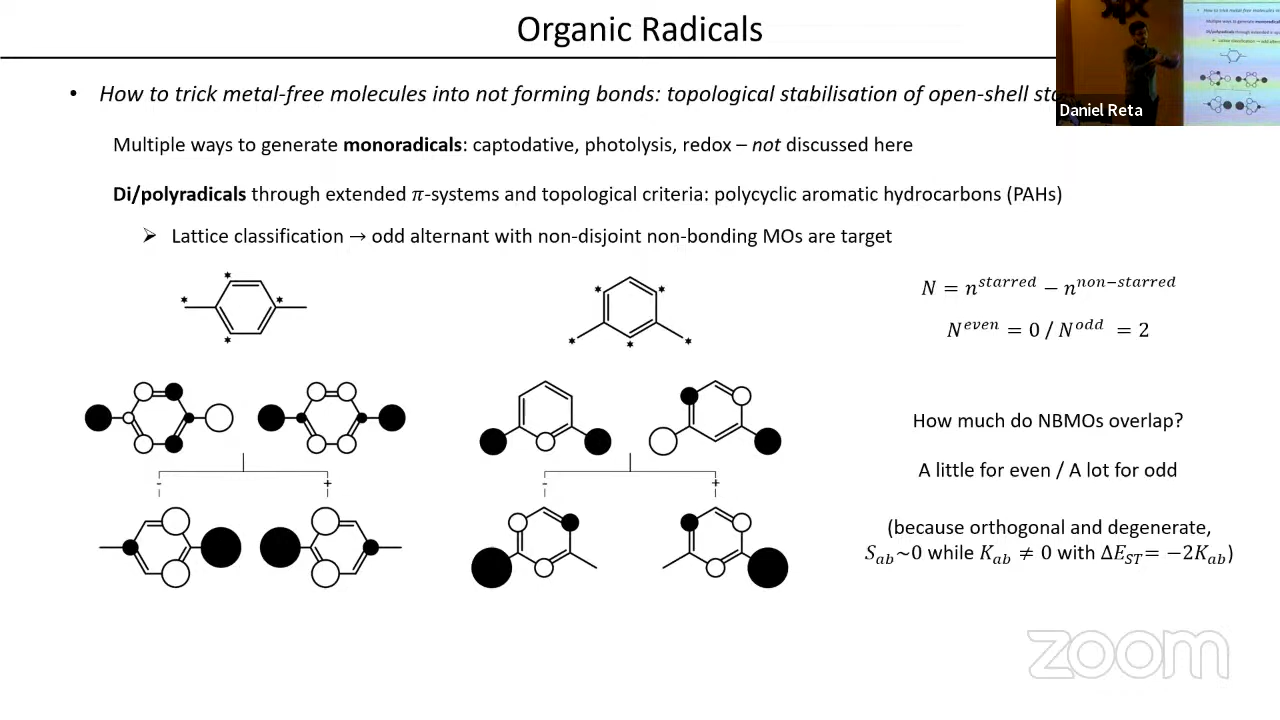 Organic Radicals
• How to trick metal-free molecules into not forming bonds: topological stabilisation of open-shell
Daniel Reta
Multiple ways to generate monoradicals: captodative, photolysis, redox – not discussed here
Di/polyradicals through extended π-systems and topological criteria: polycyclic aromatic hydrocarbons (PAHs)
➢ Lattice classification → odd alternant with non-disjoint non-bonding MOs are target
N = n^starred − n^non−starred
N^even = 0 / N^odd = 2
How much do NBMOs overlap?
A little for even / A lot for odd
- +
- +
(because orthogonal and degenerate,
S_ab~0 while K_ab ≠ 0 with ΔE_ST = −2K_ab)
zoom